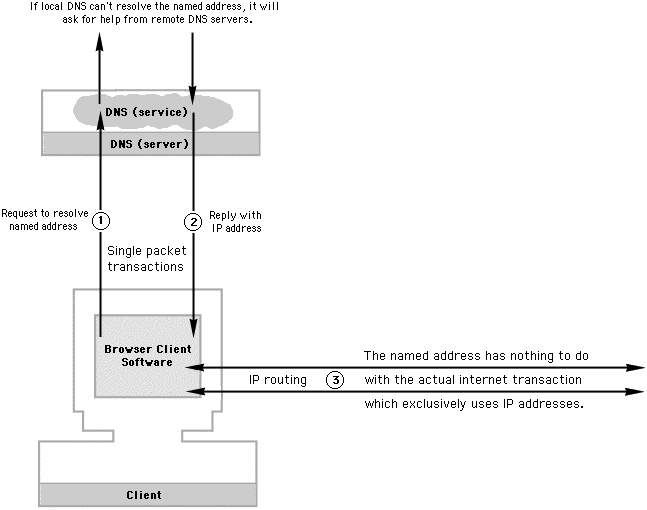 If local DNS can't resolve the named address, it will
ask for help from remote DNS servers.
DNS (service)
DNS (server)
Request to resolve
named address
1
2
Reply with
IP address
Single packet
transactions
Browser Client
Software
The named address has nothing to do
IP routing
3
with the actual internet transaction
which exclusively uses IP addresses.
Client